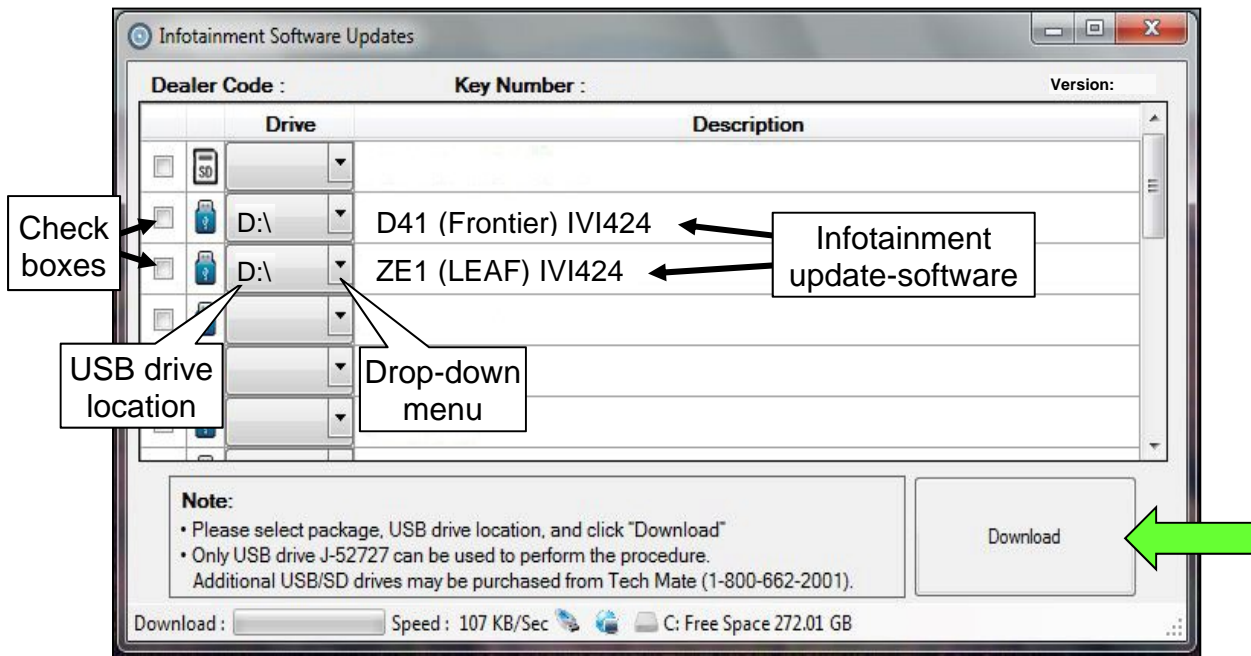 Infotainment Software Updates
Dealer Code : Key Number : Version:
Drive Description
SD
Check boxes
D:\ D41 (Frontier) IVI424
D:\ ZE1 (LEAF) IVI424
Infotainment
update-software
USB drive
location
Drop-down
menu
Note:
• Please select package, USB drive location, and click "Download"
• Only USB drive J-52727 can be used to perform the procedure.
Additional USB/SD drives may be purchased from Tech Mate (1-800-662-2001).
Download
Download : Speed : 107 KB/Sec C: Free Space 272.01 GB